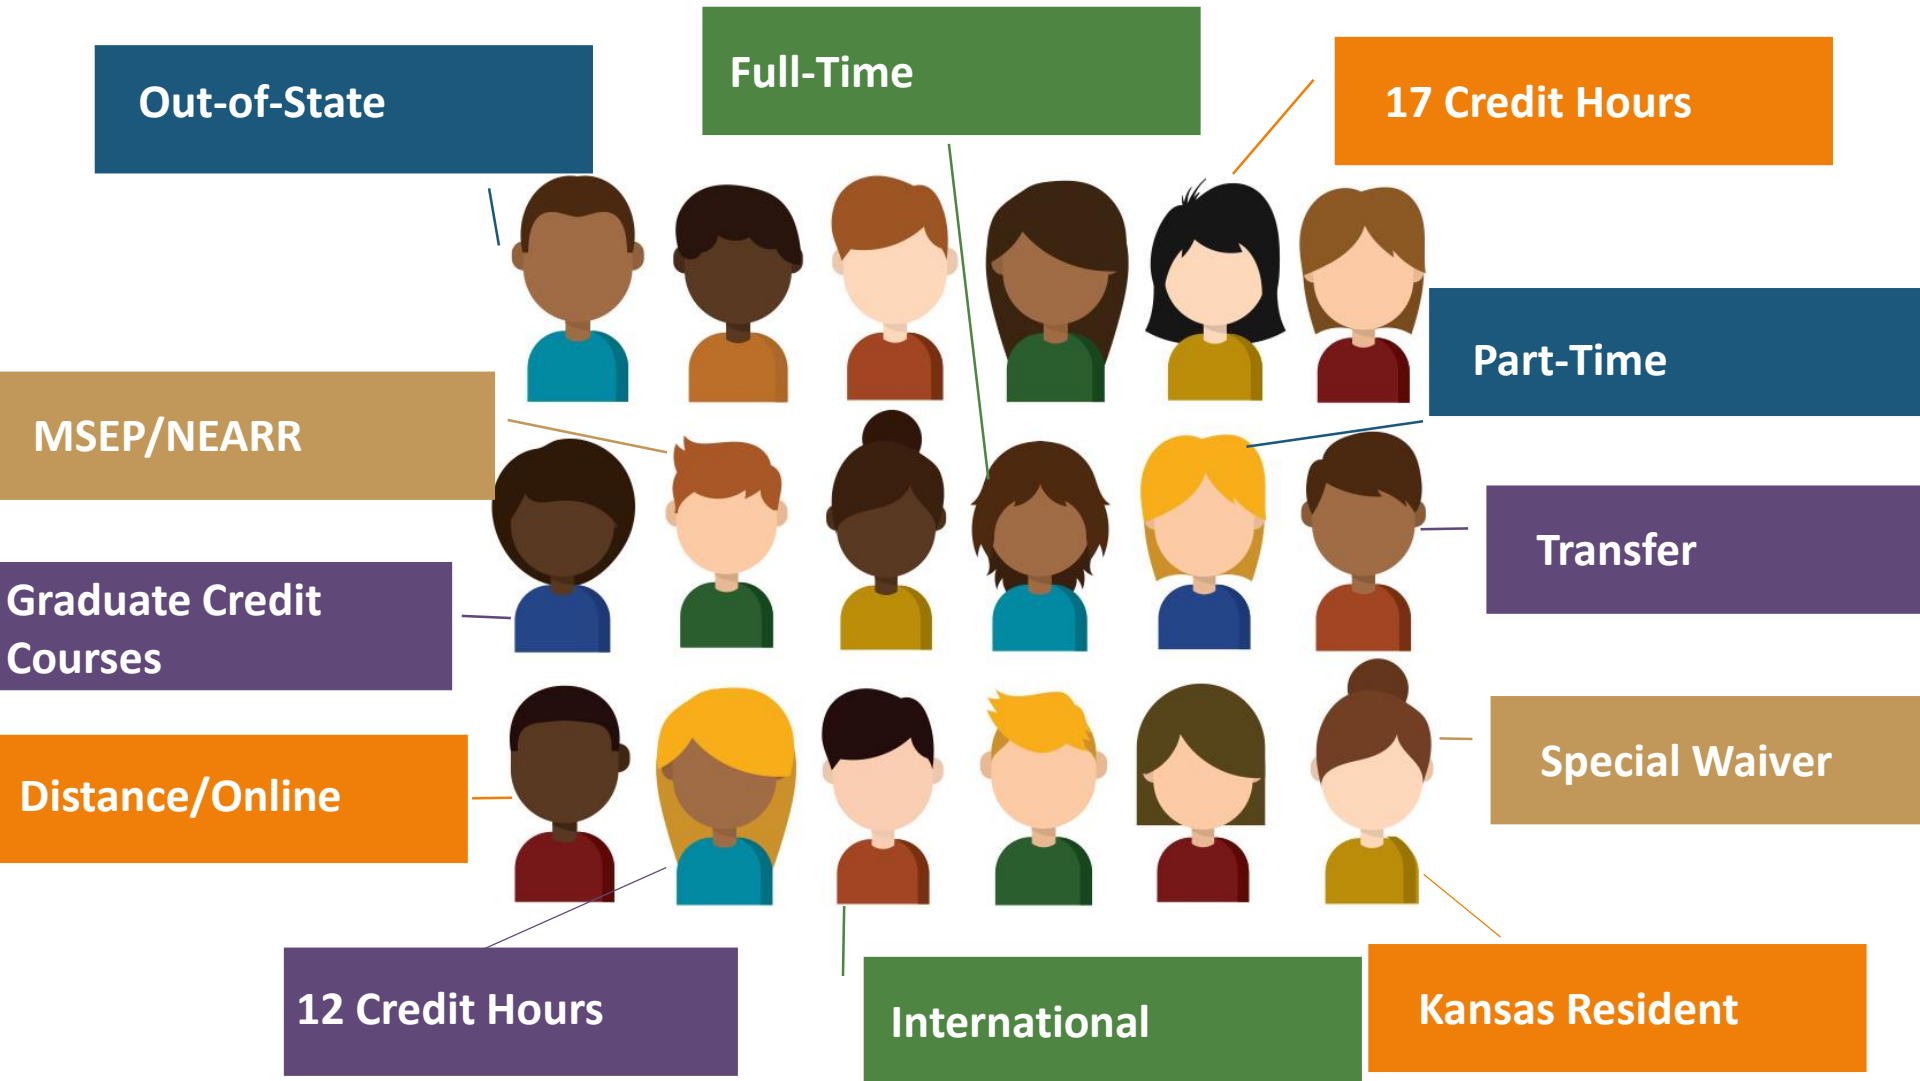 Out-of-State
Full-Time
17 Credit Hours
Part-Time
MSEP/NEARR
Transfer
Graduate Credit
Courses
Special Waiver
Distance/Online
12 Credit Hours
International
Kansas Resident